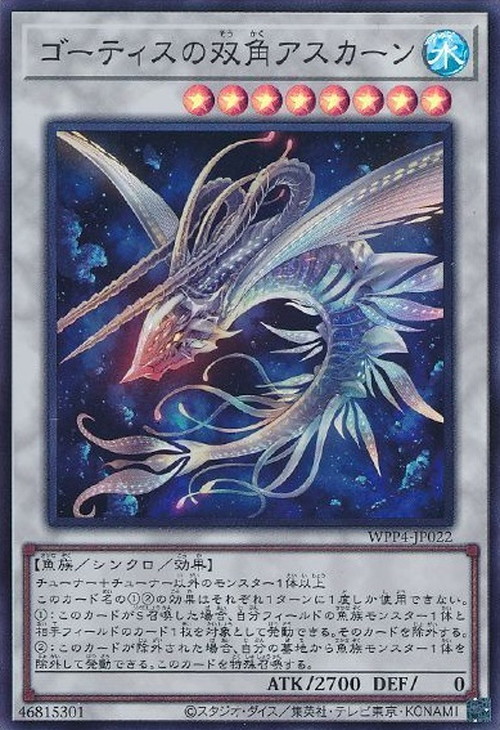 ゴーティスの双角アスカーン
そう かく
水
WPP4-JP022
【魚族／シンクロ／効果】
チューナー＋チューナー以外のモンスター1体以上
このカード名の①②の効果はそれぞれ1ターンに1度しか使用できない。
①：このカードがS召喚した場合、自分フィールドの魚族モンスター1体と
相手フィールドのカード1枚を対象として発動できる。そのカードを除外する。
②：このカードが除外された場合、自分の墓地から魚族モンスター1体を
除外して発動できる。このカードを特殊召喚する。
ATK/2700 DEF/ 0
46815301 ©スタジオ・ダイス/集英社・テレビ東京・KONAMI